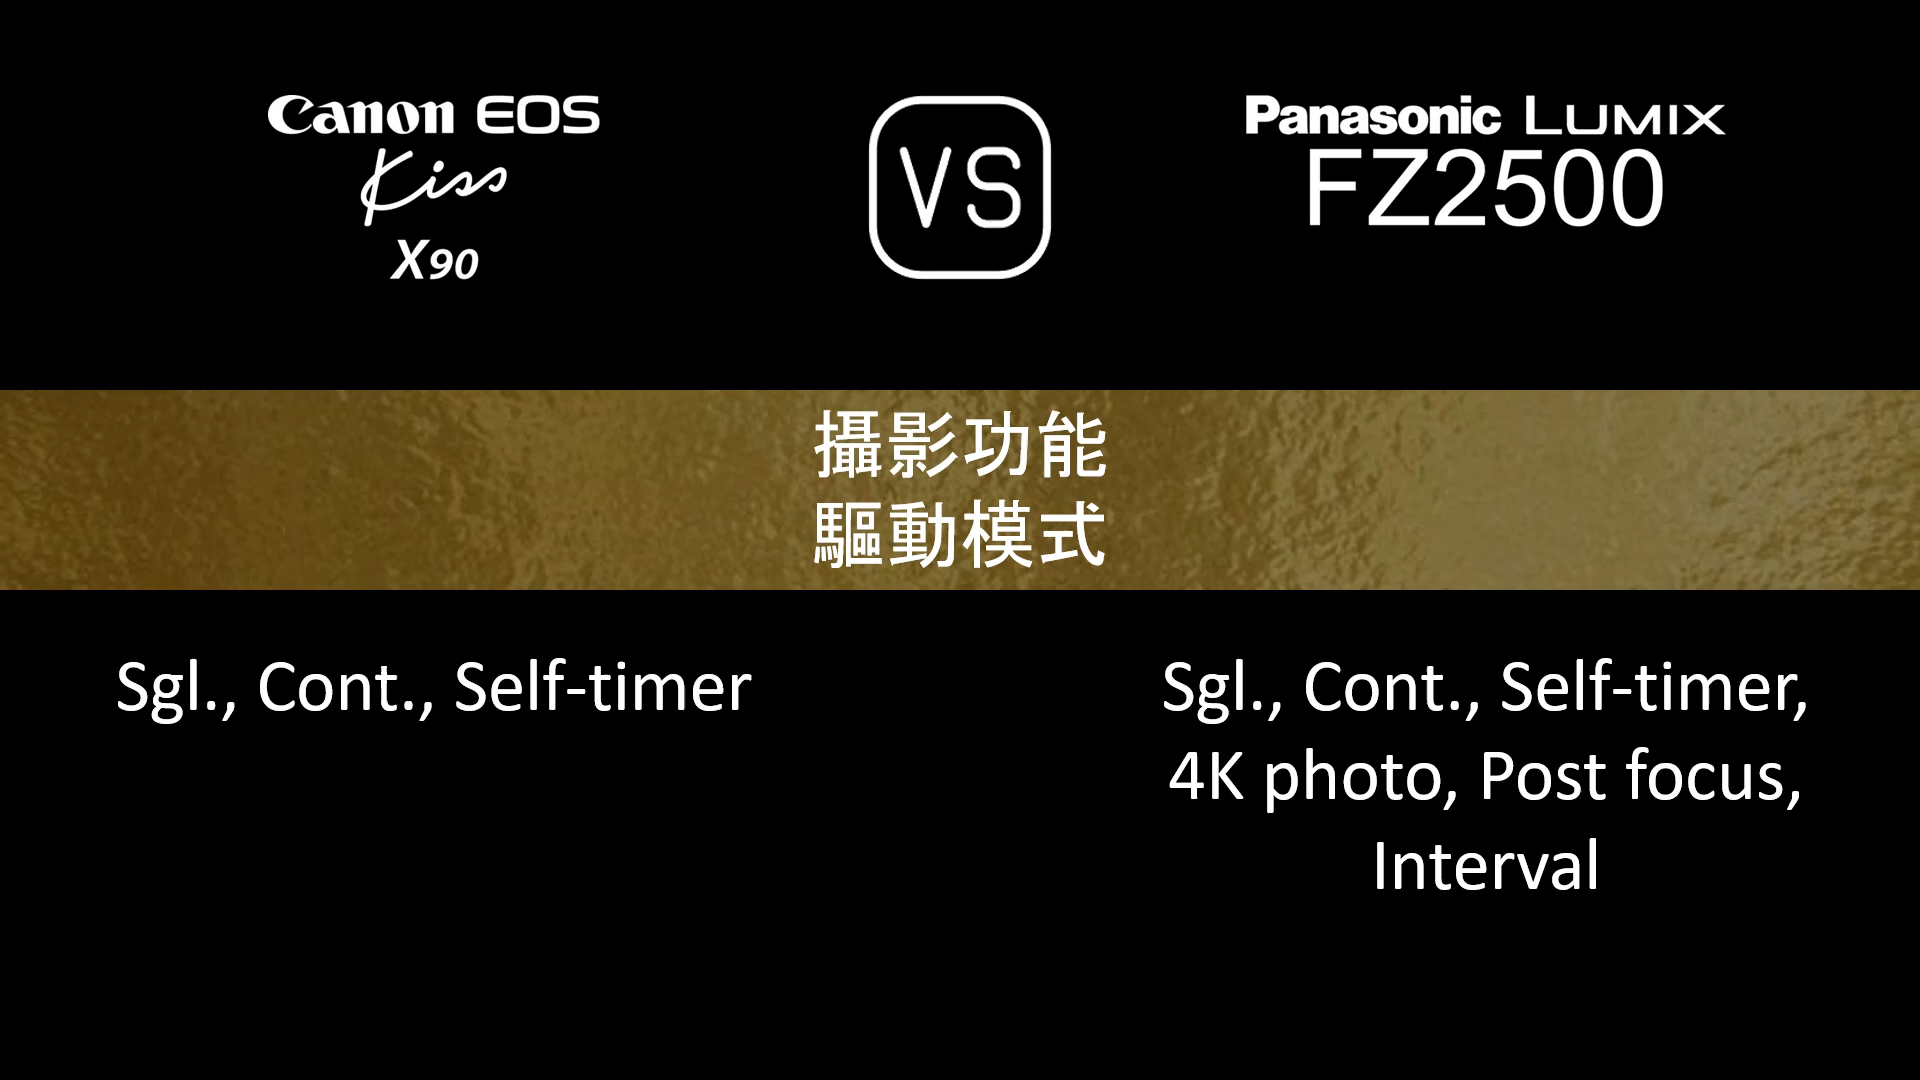 Canon EOS
Kiss
X90
VS
Panasonic LUMIX
FZ2500
攝影功能
驅動模式
Sgl., Cont., Self-timer
Sgl., Cont., Self-timer,
4K photo, Post focus,
Interval